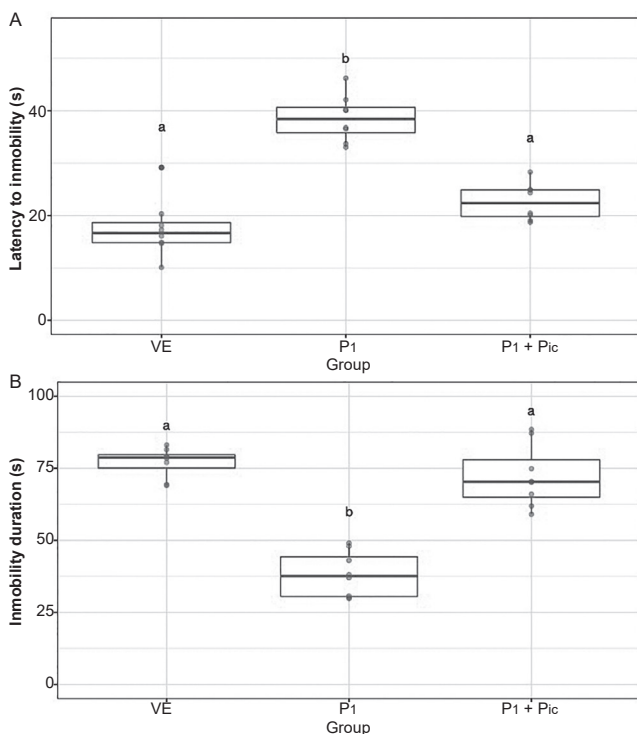 A
Latency to inmobility (s)
40
20
0
a
b
a
VE
P1
P1 + Pic
Group
B
Inmobility duration (s)
100
75
50
25
0
a
b
a
VE
P1
P1 + Pic
Group